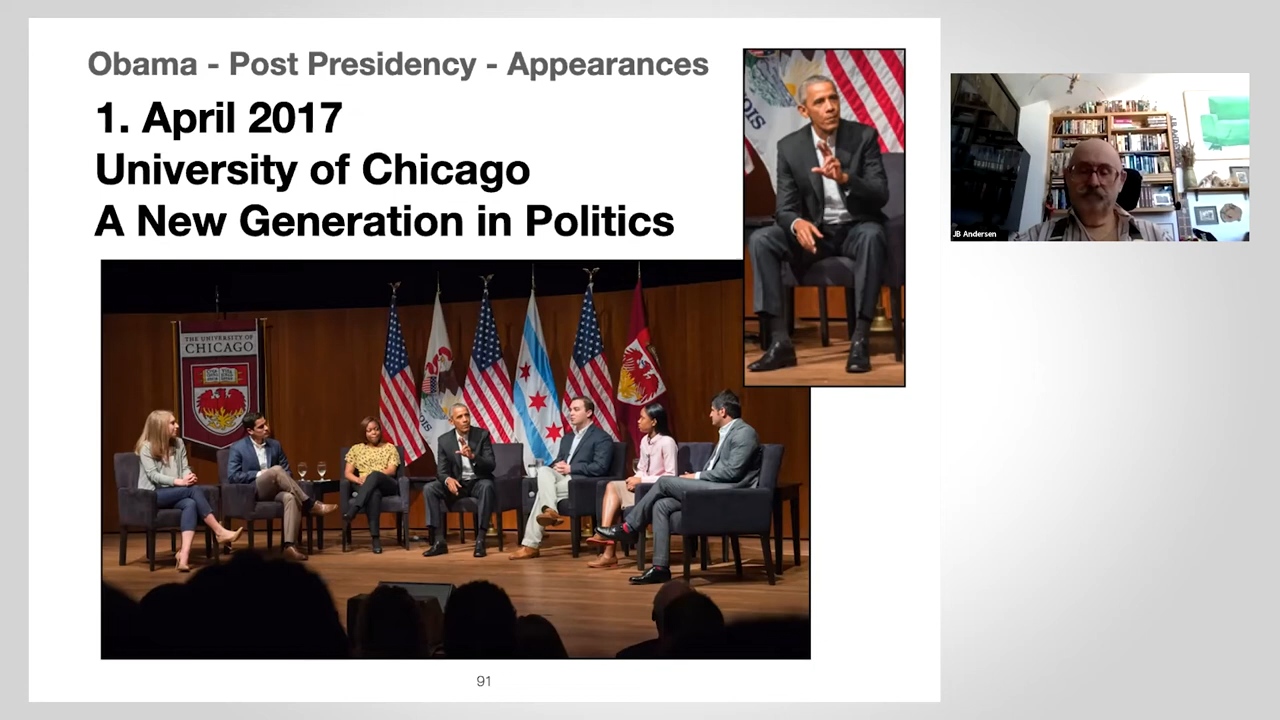 Obama - Post Presidency - Appearances
1. April 2017
University of Chicago
A New Generation in Politics
THE UNIVERSITY OF
CHICAGO
OIS
JB Andersen
91